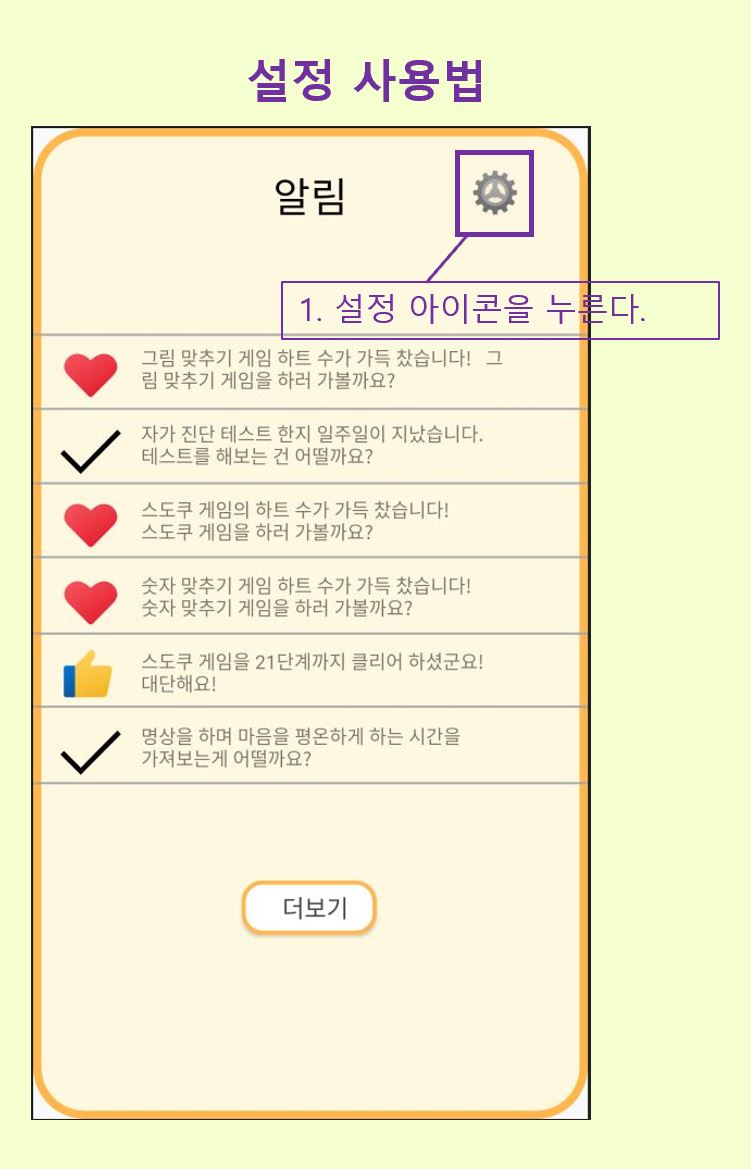 설정 사용법
알림
1. 설정 아이콘을 누른다.
그림 맞추기 게임 하트 수가 가득 찼습니다! 그
림 맞추기 게임을 하러 가볼까요?
자가 진단 테스트 한지 일주일이 지났습니다.
테스트를 해보는 건 어떨까요?
스도쿠 게임의 하트 수가 가득 찼습니다!
스도쿠 게임을 하러 가볼까요?
숫자 맞추기 게임 하트 수가 가득 찼습니다!
숫자 맞추기 게임을 하러 가볼까요?
스도쿠 게임을 21단계까지 클리어 하셨군요!
대단해요!
명상을 하며 마음을 평온하게 하는 시간을
가져보는게 어떨까요?
더보기